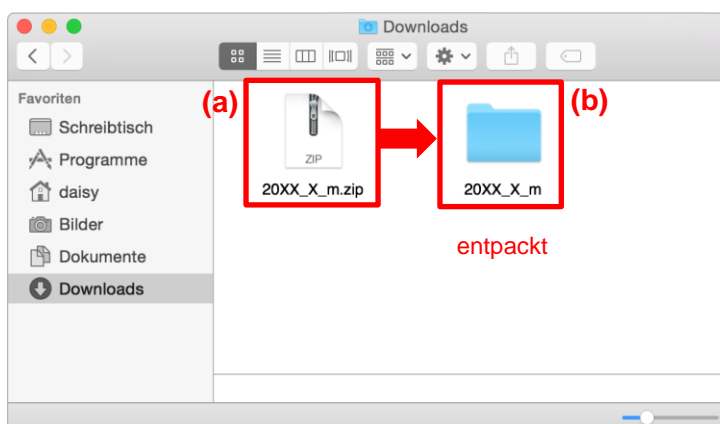 Downloads
Favoriten
Schreibtisch
Programme
daisy
Bilder
Dokumente
Downloads
(a)
ZIP
20XX_X_m.zip
(b)
20XX_X_m
entpackt